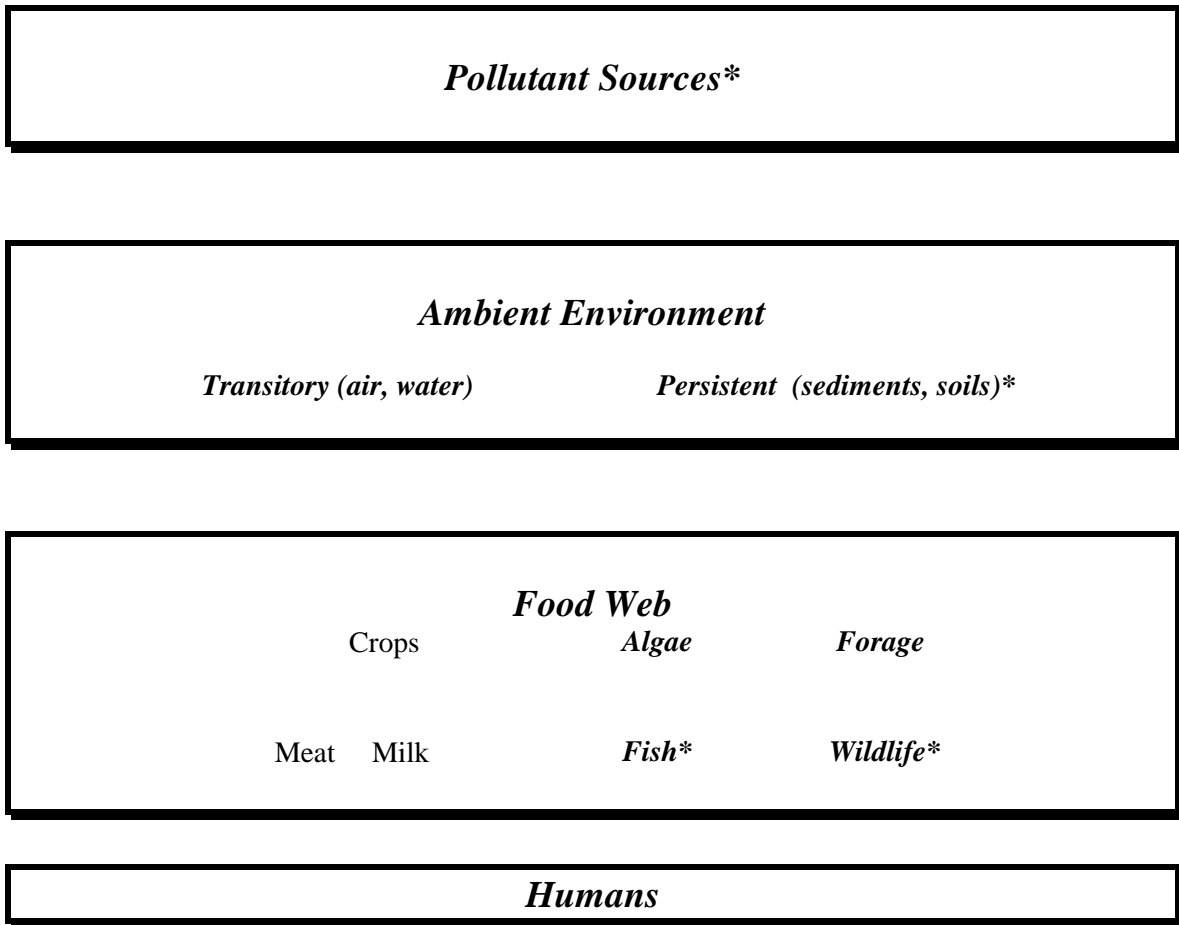 Pollutant Sources*
Ambient Environment
Transitory (air, water) Persistent (sediments, soils)*
Food Web
Crops Algae Forage
Meat Milk Fish* Wildlife*
Humans